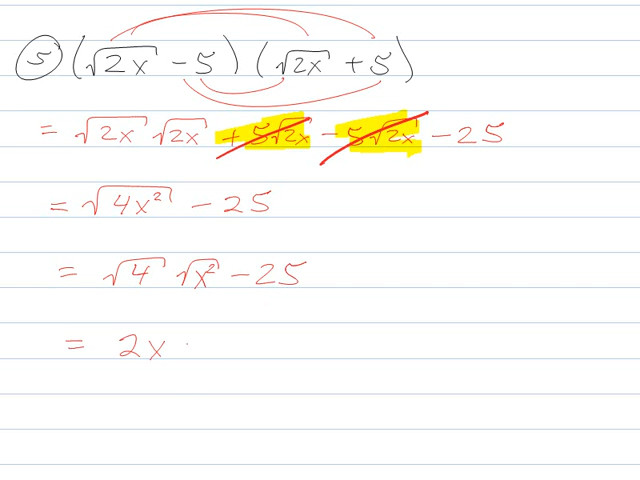 5) (√2x - 5) (√2x + 5)
= √2x √2x + 5√2x - 5√2x - 25
= √4x² - 25
= √4 √x² - 25
= 2x